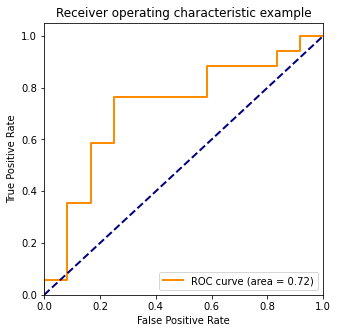 Receiver operating characteristic example
True Positive Rate
1.0
0.8
0.6
0.4
0.2
0.0
ROC curve (area = 0.72)
0.0 0.2 0.4 0.6 0.8 1.0
False Positive Rate